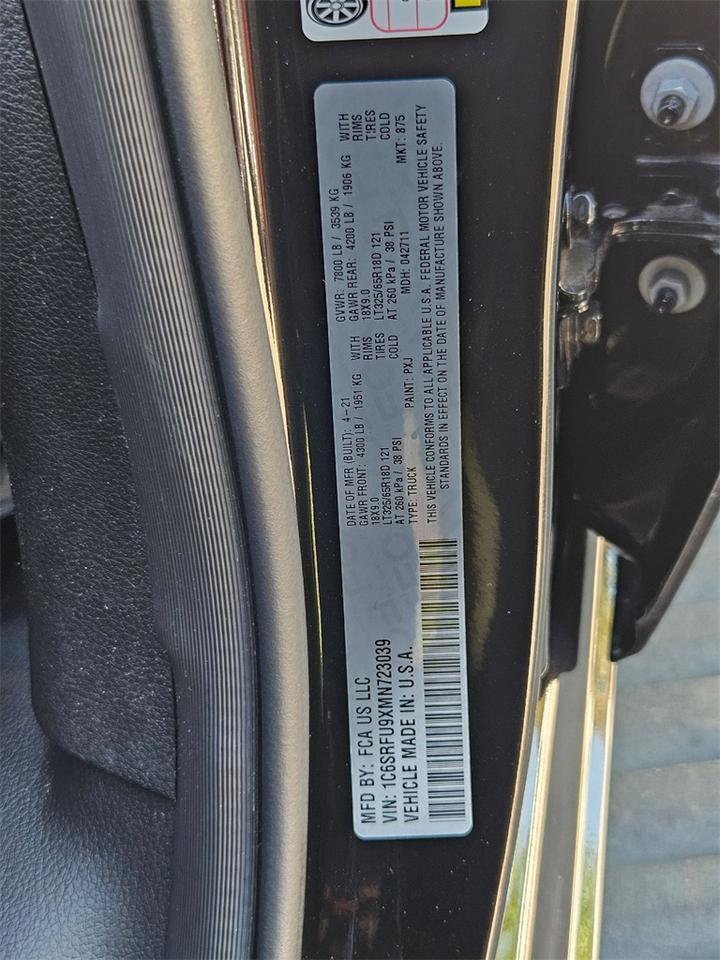 MFD BY: FCA US LLC
VIN: 1C6SRFU9XMN723039
VEHICLE MADE IN: U.S.A.
DATE OF MFR (BUILT): 4-21 GVWR: 7800 LB / 3539 KG
GAWR FRONT: 4300 LB / 1951 KG WITH GAWR REAR: 4200 LB / 1906 KG WITH
18X9.0 RIMS 18X9.0 RIMS
LT325/65R18D 121 TIRES LT325/65R18D 121 TIRES
AT 260 kPa / 38 PSI COLD AT 260 kPa / 38 PSI COLD
TYPE: TRUCK PAINT: PXJ MDH: 042711 MKT: 875
THIS VEHICLE CONFORMS TO ALL APPLICABLE U.S.A. FEDERAL MOTOR VEHICLE SAFETY
STANDARDS IN EFFECT ON THE DATE OF MANUFACTURE SHOWN ABOVE.